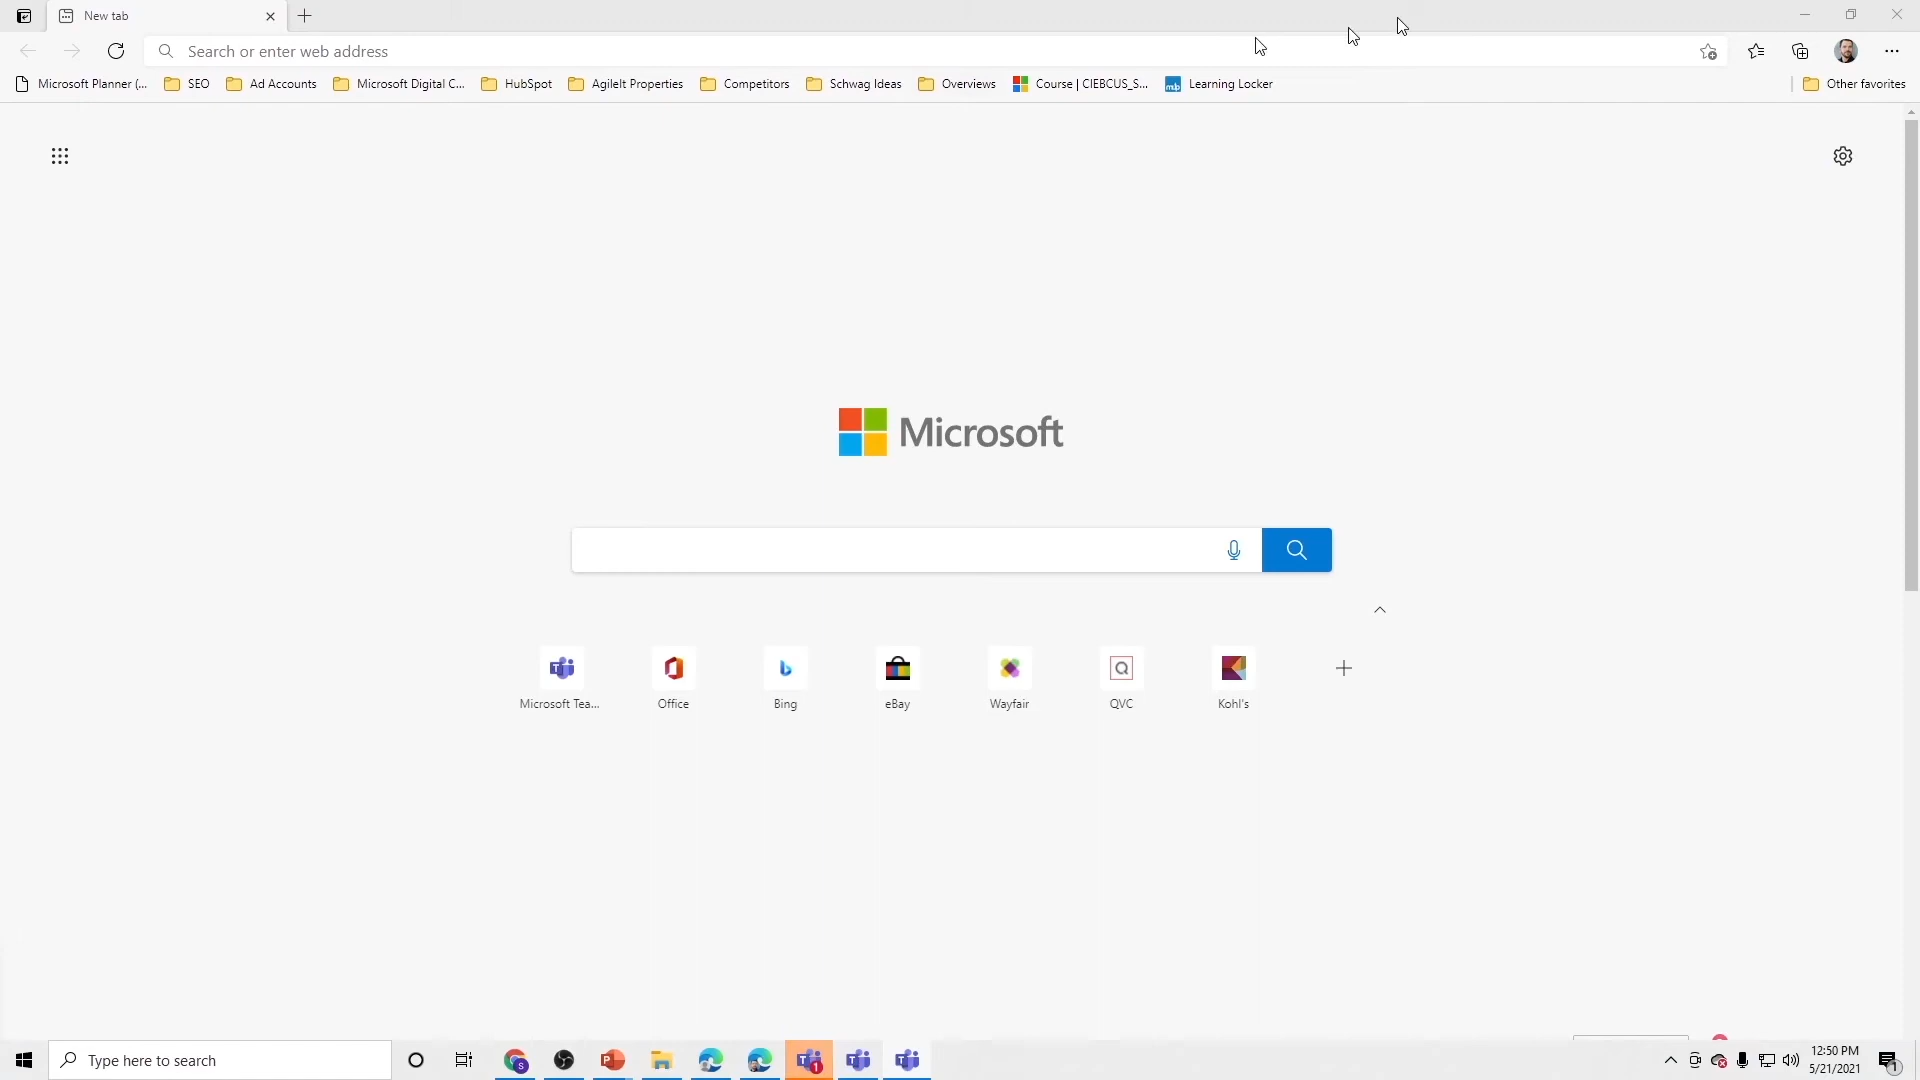 New tab
Search or enter web address
Microsoft Planner (... SEO Ad Accounts Microsoft Digital C... HubSpot AgileIt Properties Competitors Schwag Ideas Overviews Course | CIEBCUS_S... Learning Locker Other favorites
Microsoft
Microsoft Tea... Office Bing eBay Wayfair QVC Kohl's
Type here to search
12:50 PM
5/21/2021